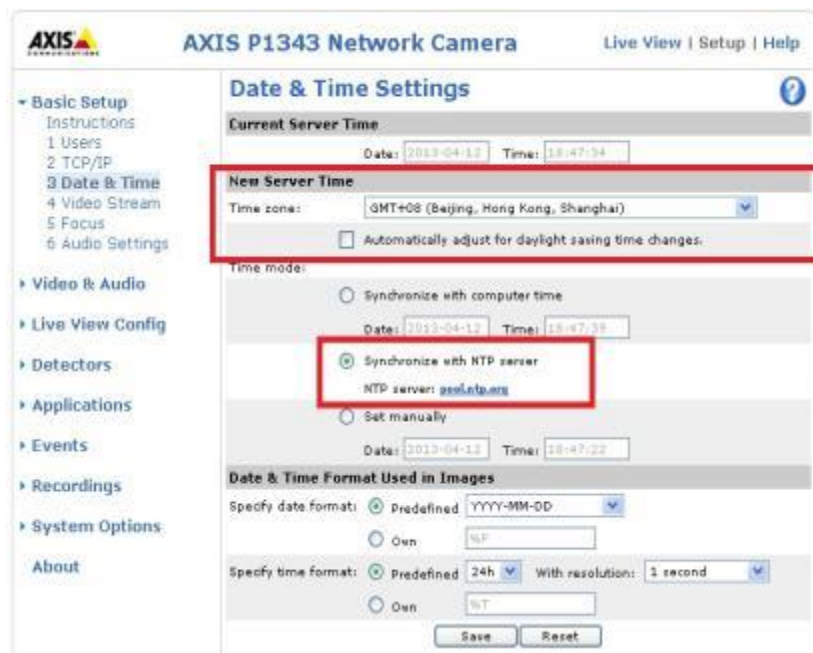 AXIS
COMMUNICATIONS
AXIS P1343 Network Camera
Live View | Setup | Help
Basic Setup
Instructions
1 Users
2 TCP/IP
3 Date & Time
4 Video Stream
5 Focus
6 Audio Settings
Video & Audio
Live View Config
Detectors
Applications
Events
Recordings
System Options
About
Date & Time Settings
?
Current Server Time
Date: 2013-04-12 Time: 18:47:34
New Server Time
Time zone: GMT+08 (Beijing, Hong Kong, Shanghai)
Automatically adjust for daylight saving time changes.
Time mode:
Synchronize with computer time
Date: 2013-04-12 Time: 18:47:39
Synchronize with NTP server
NTP server: pool.ntp.org
Set manually
Date: 2013-04-12 Time: 18:47:22
Date & Time Format Used in Images
Specify date format: Predefined YYYY-MM-DD
Own %F
Specify time format: Predefined 24h With resolution: 1 second
Own %T
Save Reset